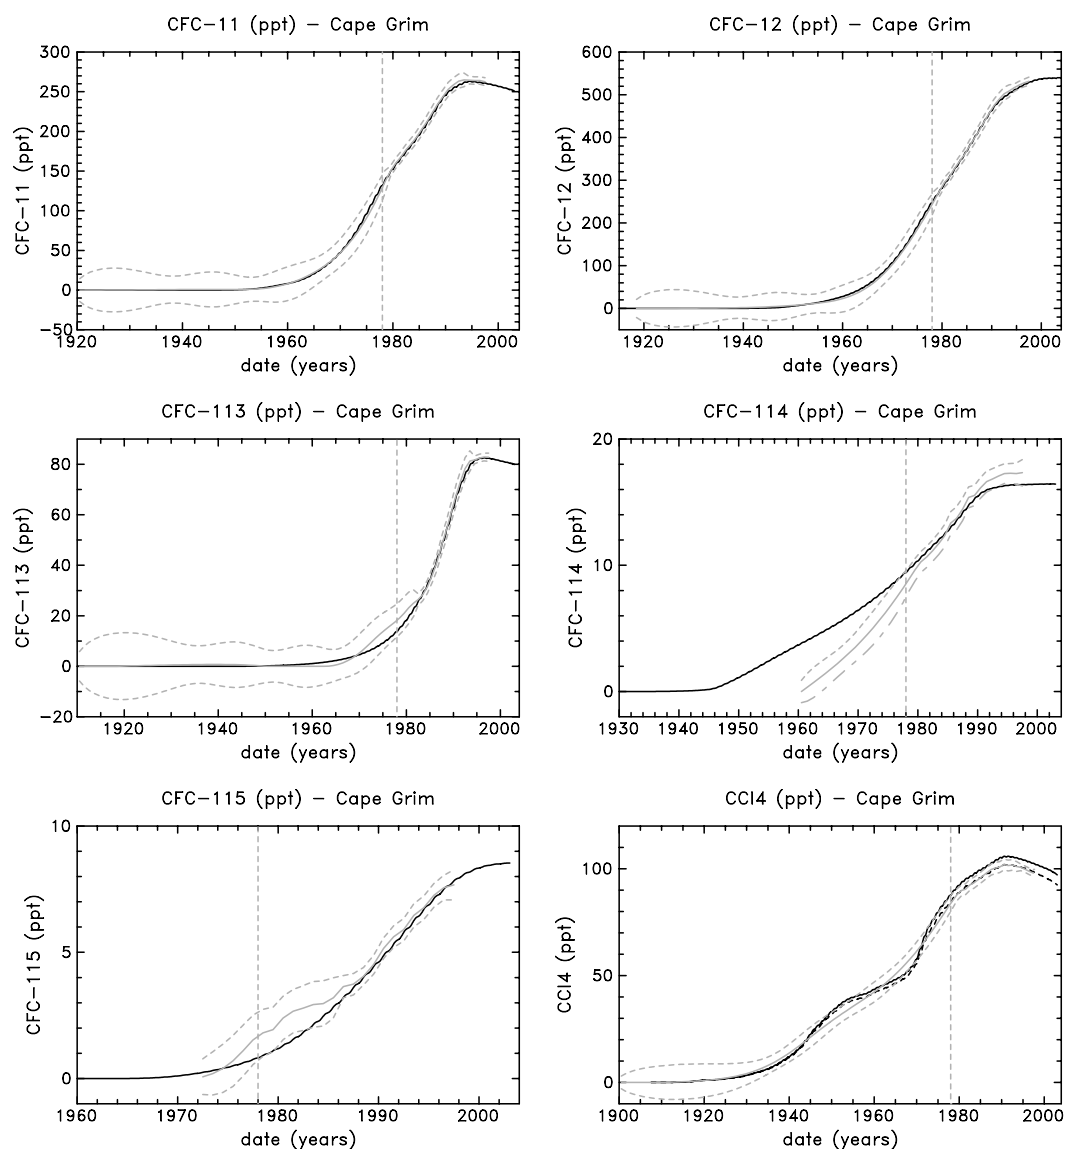 CFC−11 (ppt) − Cape Grim
300
250
200
150
100
50
0
−50
CFC−11 (ppt)
1920 1940 1960 1980 2000
date (years)
CFC−12 (ppt) − Cape Grim
600
500
400
300
200
100
0
CFC−12 (ppt)
1920 1940 1960 1980 2000
date (years)
CFC−113 (ppt) − Cape Grim
80
60
40
20
0
−20
CFC−113 (ppt)
1920 1940 1960 1980 2000
date (years)
CFC−114 (ppt) − Cape Grim
20
10
0
CFC−114 (ppt)
1930 1940 1950 1960 1970 1980 1990 2000
date (years)
CFC−115 (ppt) − Cape Grim
10
5
0
CFC−115 (ppt)
1960 1970 1980 1990 2000
date (years)
CCl4 (ppt) − Cape Grim
100
50
0
CCl4 (ppt)
1900 1920 1940 1960 1980 2000
date (years)